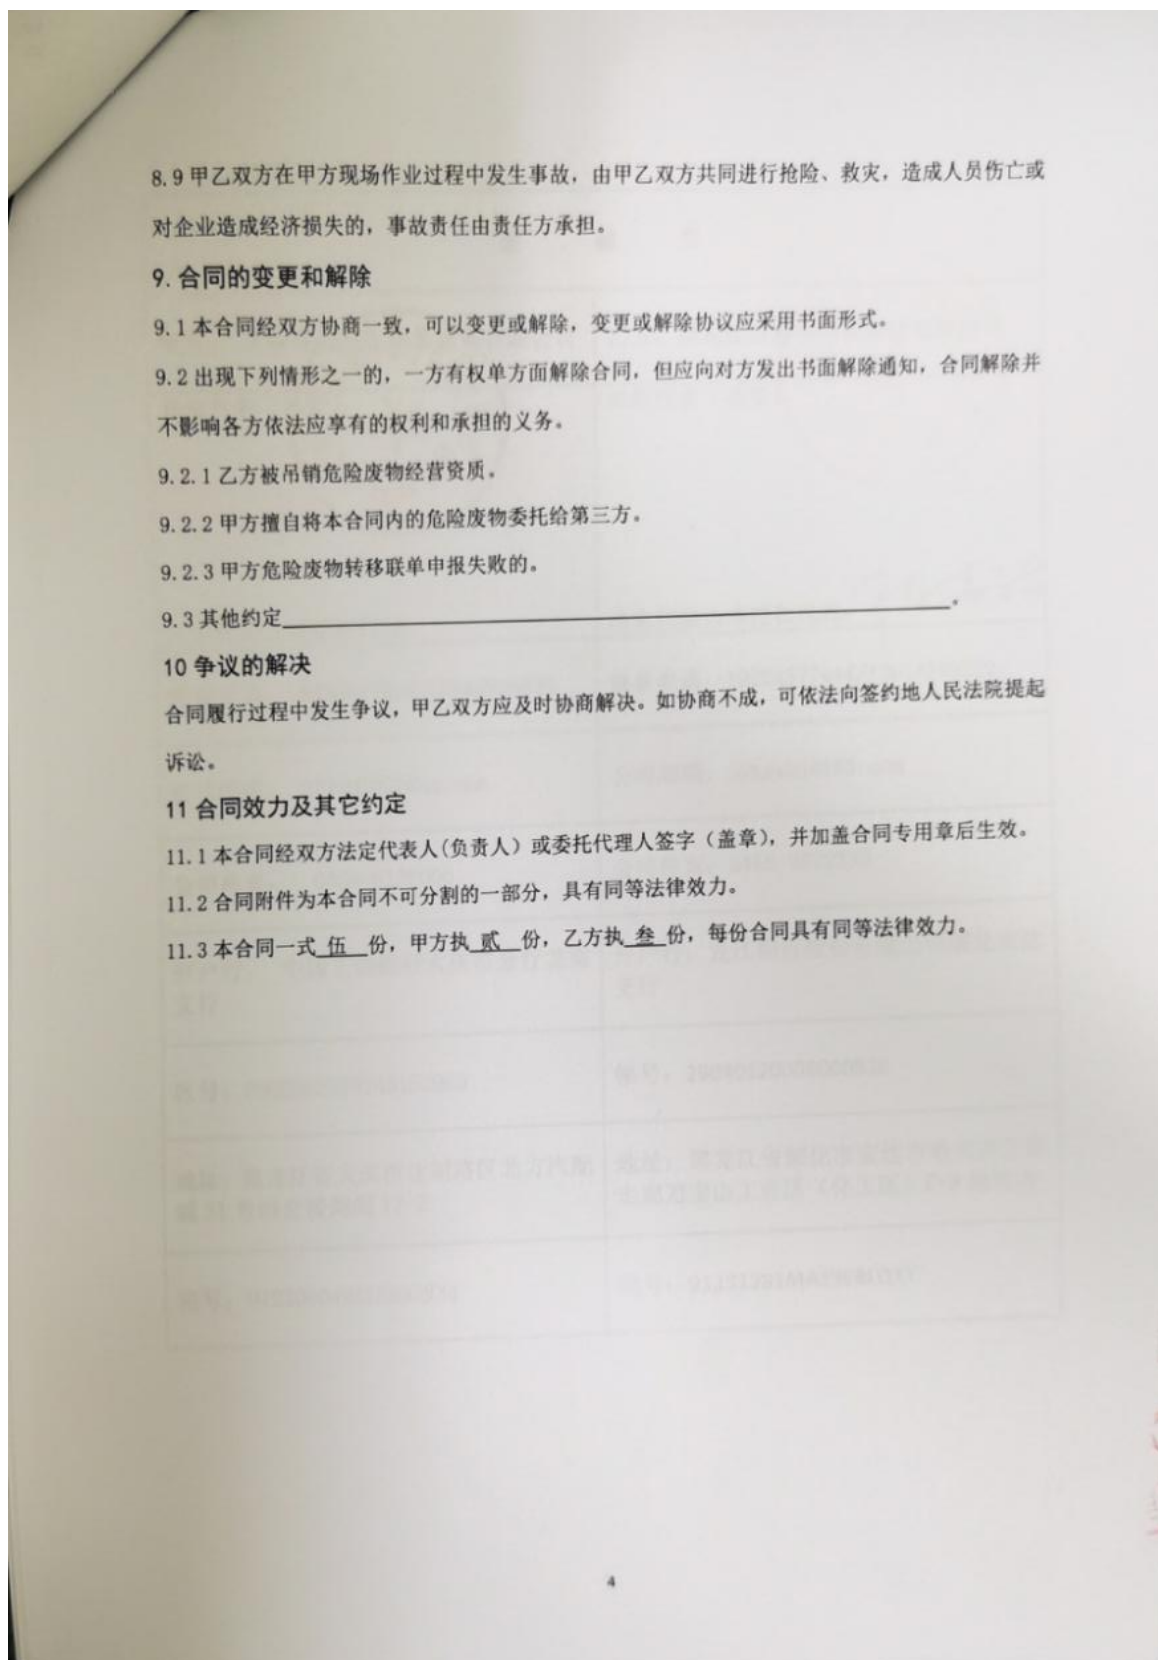 8.9 甲乙双方在甲方现场作业过程中发生事故，由甲乙双方共同进行抢险、救灾，造成人员伤亡或
对企业造成经济损失的，事故责任由责任方承担。
9. 合同的变更和解除
9.1 本合同经双方协商一致，可以变更或解除，变更或解除协议应采用书面形式。
9.2 出现下列情形之一的，一方有权单方面解除合同，但应向对方发出书面解除通知，合同解除并
不影响各方依法应享有的权利和承担的义务。
9.2.1 乙方被吊销危险废物经营资质。
9.2.2 甲方擅自将本合同内的危险废物委托给第三方。
9.2.3 甲方危险废物转移联单申报失败的。
9.3 其他约定______。
10 争议的解决
合同履行过程中发生争议，甲乙双方应及时协商解决。如协商不成，可依法向签约地人民法院提起
诉讼。
11 合同效力及其它约定
11.1 本合同经双方法定代表人(负责人）或委托代理人签字（盖章），并加盖合同专用章后生效。
11.2 合同附件为本合同不可分割的一部分，具有同等法律效力。
11.3 本合同一式 伍 份，甲方执 贰 份，乙方执 叁 份，每份合同具有同等法律效力。
4